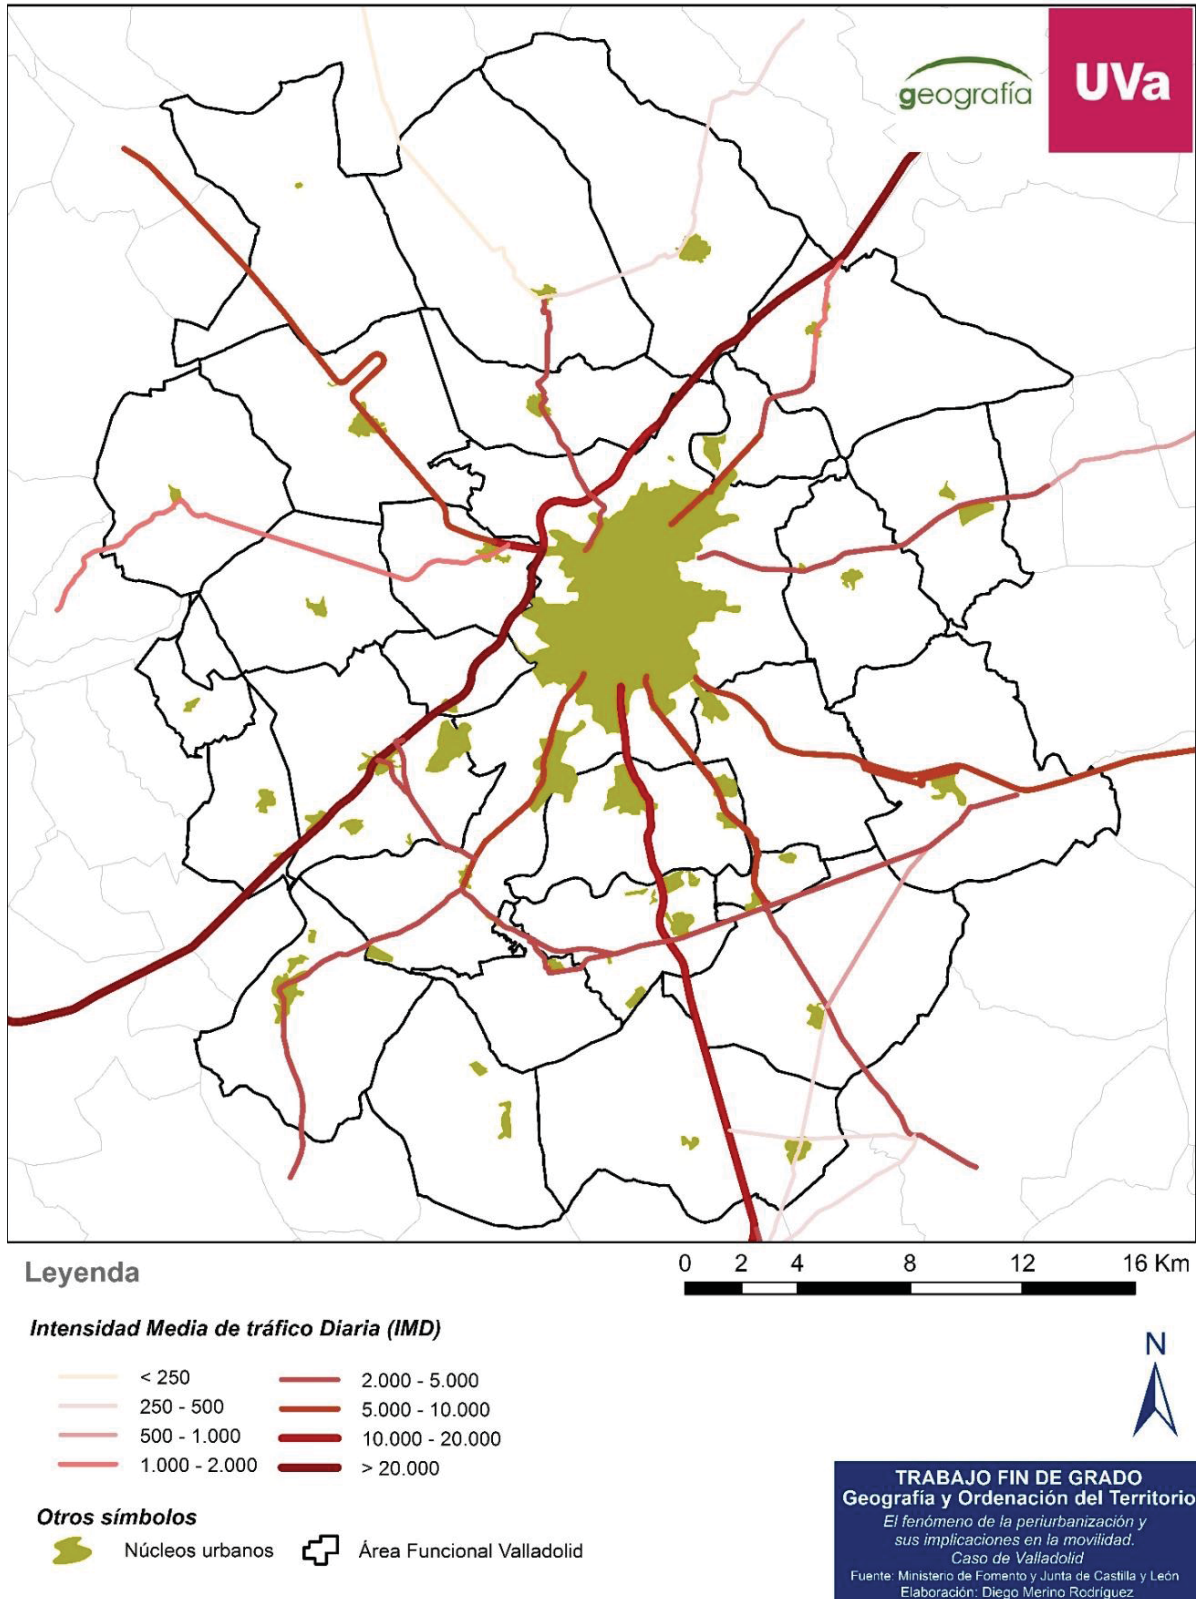 geografía
UVa
Leyenda
0 2 4 8 12 16 Km
Intensidad Media de tráfico Diaria (IMD)
< 250
250 - 500
500 - 1.000
1.000 - 2.000
2.000 - 5.000
5.000 - 10.000
10.000 - 20.000
> 20.000
N
Otros símbolos
Núcleos urbanos
Área Funcional Valladolid
TRABAJO FIN DE GRADO
Geografía y Ordenación del Territorio
El fenómeno de la periurbanización y
sus implicaciones en la movilidad.
Caso de Valladolid
Fuente: Ministerio de Fomento y Junta de Castilla y León
Elaboración: Diego Merino Rodríguez